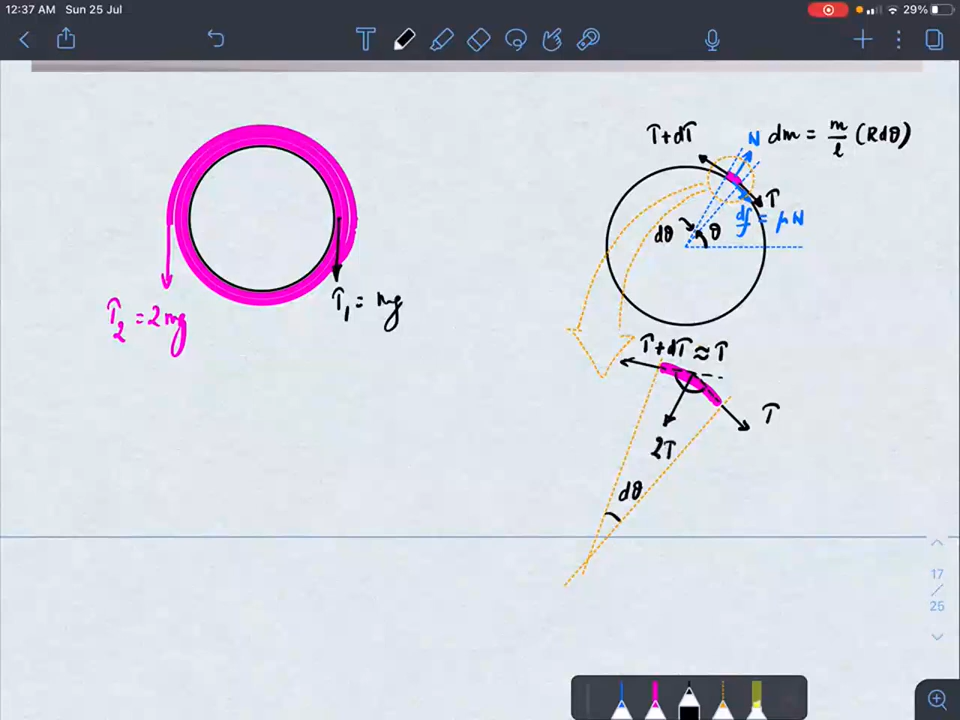 12:37 AM Sun 25 Jul
29%
T+dT
N
dm = m/l (Rdθ)
T
df = μN
dθ
θ
T₂ = 2mg
T₁ = mg
T+dT ≈ T
T
2T
dθ
17
/
25